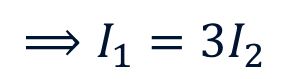 ⟹ 𝐼₁ = 3𝐼₂